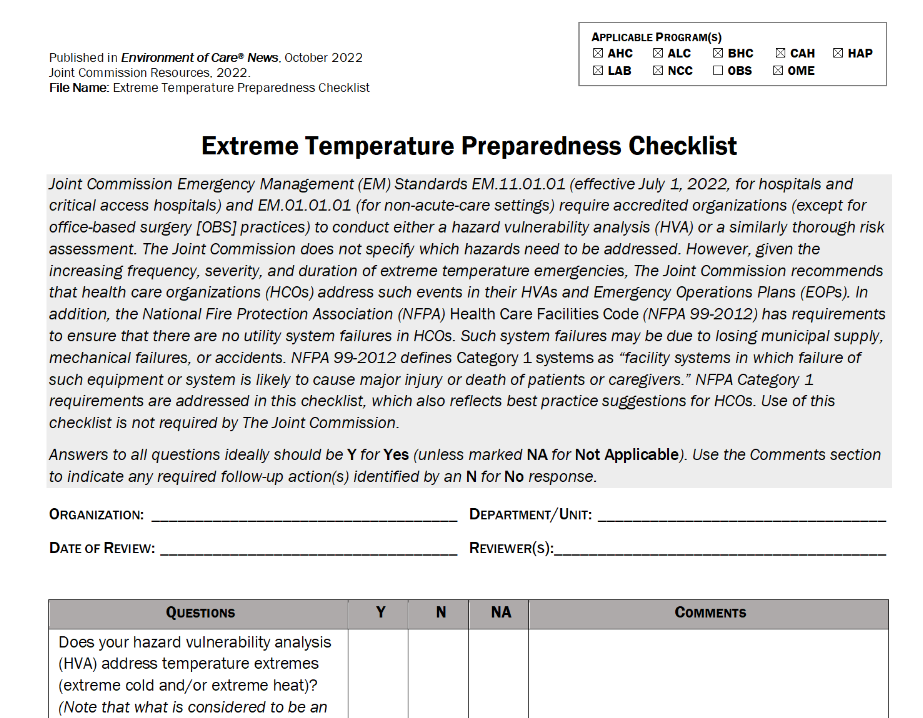 APPLICABLE PROGRAM(S)
☒ AHC ☒ ALC ☒ BHC ☒ CAH ☒ HAP
☒ LAB ☒ NCC ☐ OBS ☒ OME
Published in Environment of Care® News, October 2022
Joint Commission Resources, 2022.
File Name: Extreme Temperature Preparedness Checklist
Extreme Temperature Preparedness Checklist
Joint Commission Emergency Management (EM) Standards EM.11.01.01 (effective July 1, 2022, for hospitals and
critical access hospitals) and EM.01.01.01 (for non-acute-care settings) require accredited organizations (except for
office-based surgery [OBS] practices) to conduct either a hazard vulnerability analysis (HVA) or a similarly thorough risk
assessment. The Joint Commission does not specify which hazards need to be addressed. However, given the
increasing frequency, severity, and duration of extreme temperature emergencies, The Joint Commission recommends
that health care organizations (HCOs) address such events in their HVAs and Emergency Operations Plans (EOPs). In
addition, the National Fire Protection Association (NFPA) Health Care Facilities Code (NFPA 99-2012) has requirements
to ensure that there are no utility system failures in HCOs. Such system failures may be due to losing municipal supply,
mechanical failures, or accidents. NFPA 99-2012 defines Category 1 systems as “facility systems in which failure of
such equipment or system is likely to cause major injury or death of patients or caregivers.” NFPA Category 1
requirements are addressed in this checklist, which also reflects best practice suggestions for HCOs. Use of this
checklist is not required by The Joint Commission.
Answers to all questions ideally should be Y for Yes (unless marked NA for Not Applicable). Use the Comments section
to indicate any required follow-up action(s) identified by an N for No response.
ORGANIZATION: ____________________ DEPARTMENT/UNIT: ____________________
DATE OF REVIEW: ____________________ REVIEWER(S):____________________
QUESTIONS Y N NA COMMENTS
Does your hazard vulnerability analysis
(HVA) address temperature extremes
(extreme cold and/or extreme heat)?
(Note that what is considered to be an